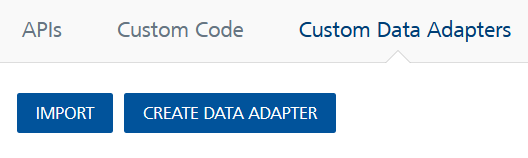 APIs Custom Code Custom Data Adapters
IMPORT CREATE DATA ADAPTER